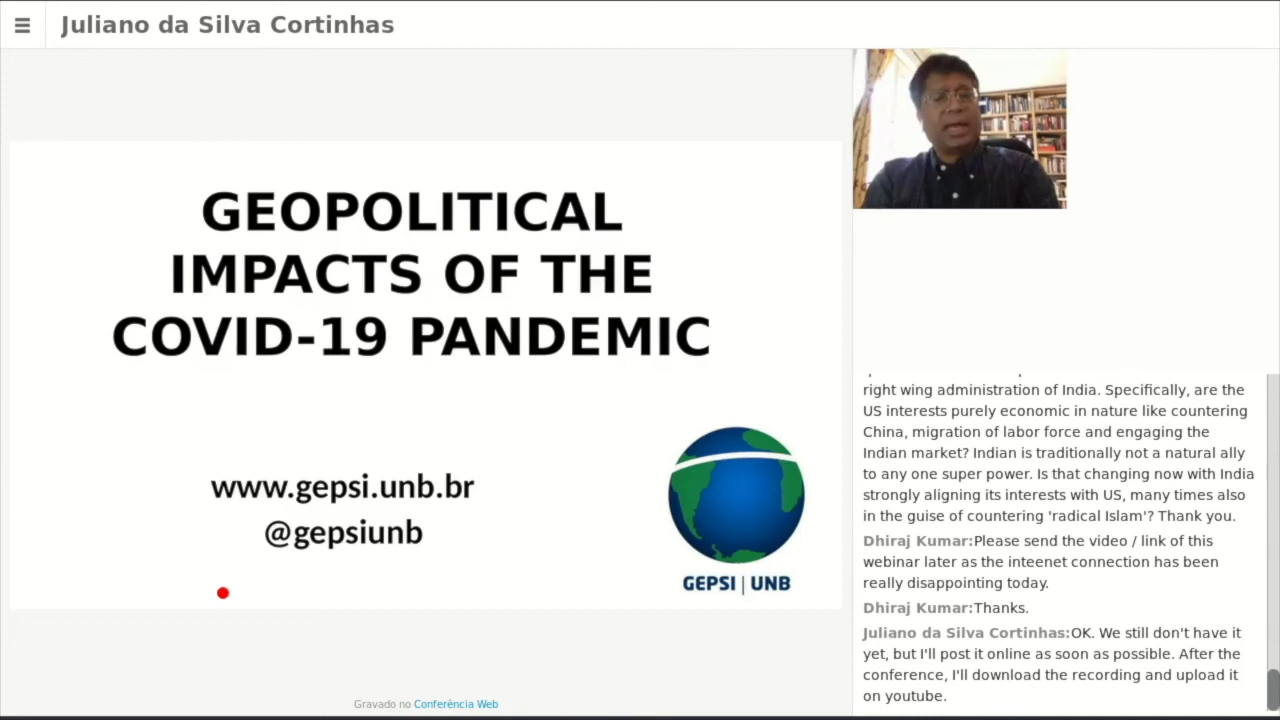 Juliano da Silva Cortinhas
GEOPOLITICAL
IMPACTS OF THE
COVID-19 PANDEMIC
www.gepsi.unb.br
@gepsiunb
GEPSI | UNB
Gravado no Conferência Web
right wing administration of India. Specifically, are the
US interests purely economic in nature like countering
China, migration of labor force and engaging the
Indian market? Indian is traditionally not a natural ally
to any one super power. Is that changing now with India
strongly aligning its interests with US, many times also
in the guise of countering 'radical Islam'? Thank you.
Dhiraj Kumar:Please send the video / link of this
webinar later as the inteenet connection has been
really disappointing today.
Dhiraj Kumar:Thanks.
Juliano da Silva Cortinhas:OK. We still don't have it
yet, but I'll post it online as soon as possible. After the
conference, I'll download the recording and upload it
on youtube.